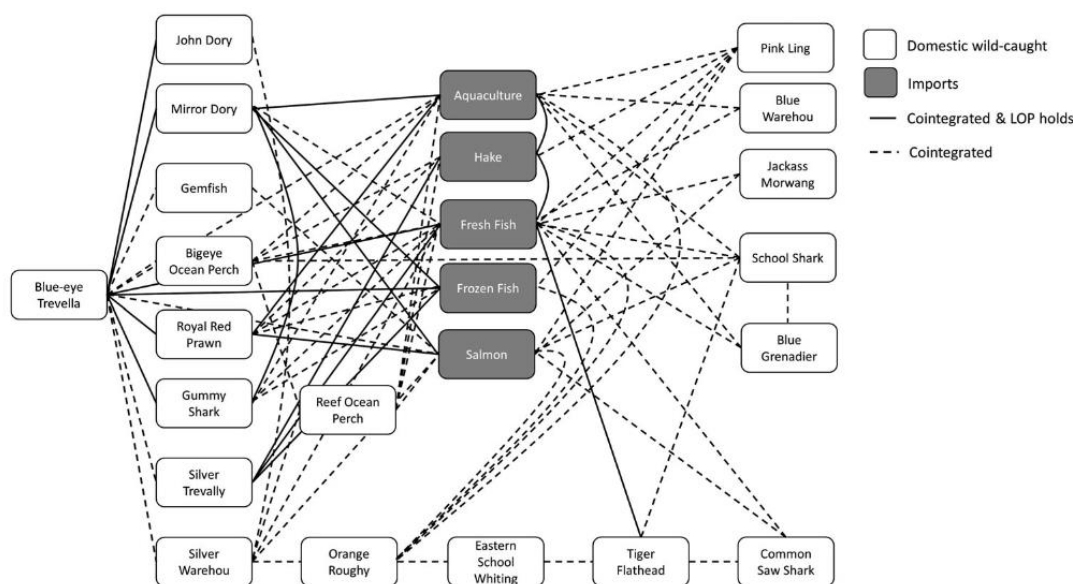 John Dory
Mirror Dory
Gemfish
Bigeye
Ocean Perch
Blue-eye
Trevella
Royal Red
Prawn
Gummy
Shark
Silver
Trevally
Silver
Warehou
Reef Ocean
Perch
Orange
Roughy
Eastern
School
Whiting
Tiger
Flathead
Common
Saw Shark
Aquaculture
Hake
Fresh Fish
Frozen Fish
Salmon
Pink Ling
Blue
Warehou
Jackass
Morwang
School Shark
Blue
Grenadier
Domestic wild-caught
Imports
Cointegrated & LOP holds
Cointegrated